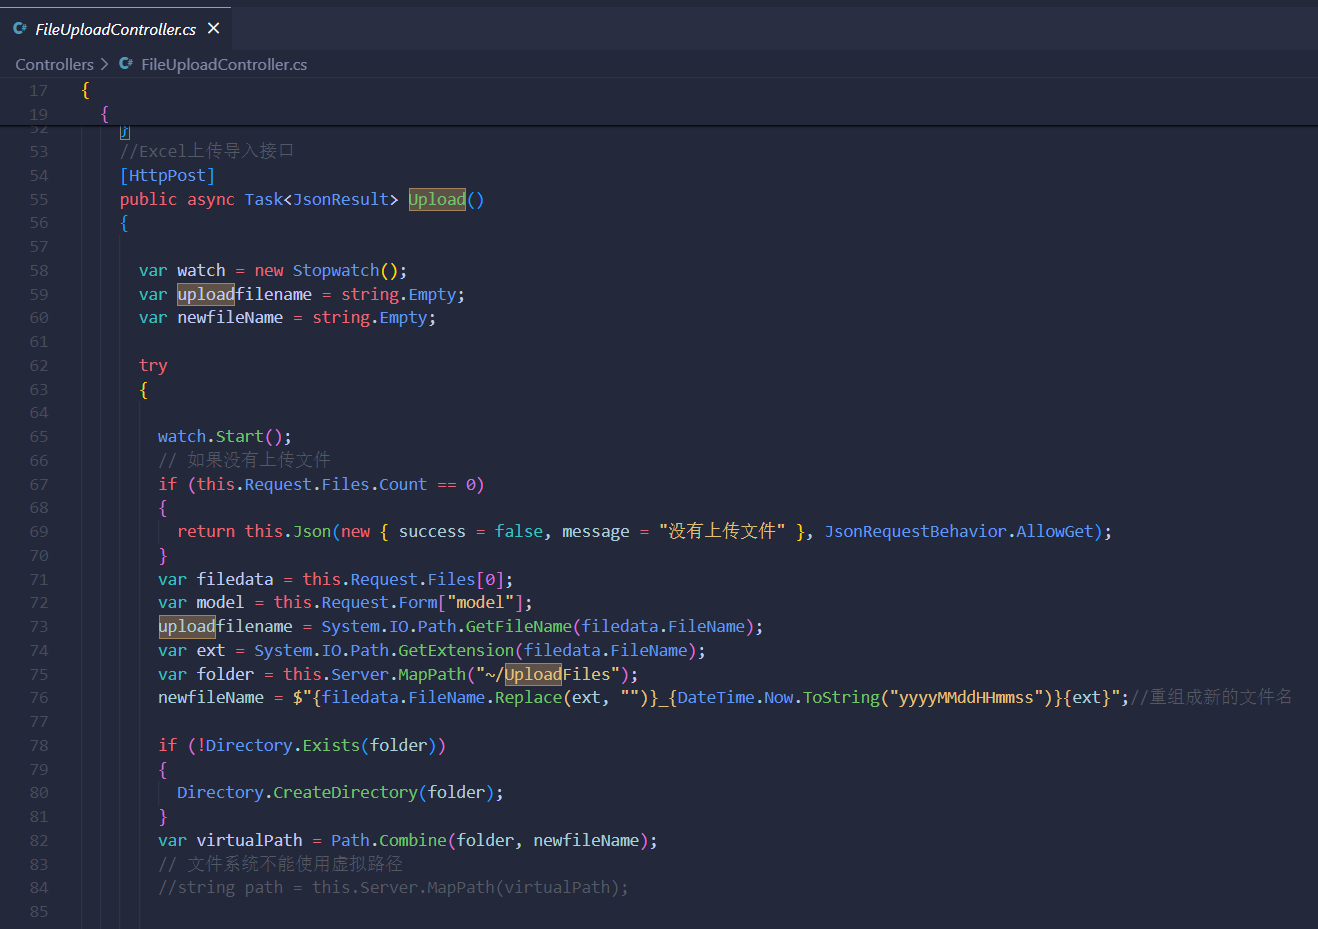 FileUploadController.cs
Controllers > FileUploadController.cs
17 {
19 {
52 }
53 //Excel上传导入接口
54 [HttpPost]
55 public async Task<JsonResult> Upload()
56 {
57
58 var watch = new Stopwatch();
59 var uploadfilename = string.Empty;
60 var newfileName = string.Empty;
61
62 try
63 {
64
65 watch.Start();
66 // 如果没有上传文件
67 if (this.Request.Files.Count == 0)
68 {
69 return this.Json(new { success = false, message = "没有上传文件" }, JsonRequestBehavior.AllowGet);
70 }
71 var filedata = this.Request.Files[0];
72 var model = this.Request.Form["model"];
73 uploadfilename = System.IO.Path.GetFileName(filedata.FileName);
74 var ext = System.IO.Path.GetExtension(filedata.FileName);
75 var folder = this.Server.MapPath("~/UploadFiles");
76 newfileName = $"{filedata.FileName.Replace(ext, "")}_{DateTime.Now.ToString("yyyyMMddHHmmss")}{ext}";//重组成新的文件名
77
78 if (!Directory.Exists(folder))
79 {
80 Directory.CreateDirectory(folder);
81 }
82 var virtualPath = Path.Combine(folder, newfileName);
83 // 文件系统不能使用虚拟路径
84 //string path = this.Server.MapPath(virtualPath);
85